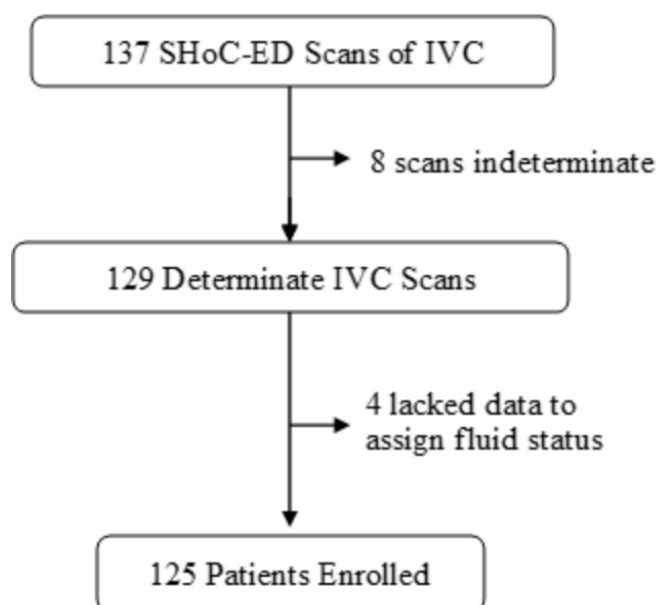 137 SHoC-ED Scans of IVC
8 scans indeterminate
129 Determinate IVC Scans
4 lacked data to
assign fluid status
125 Patients Enrolled